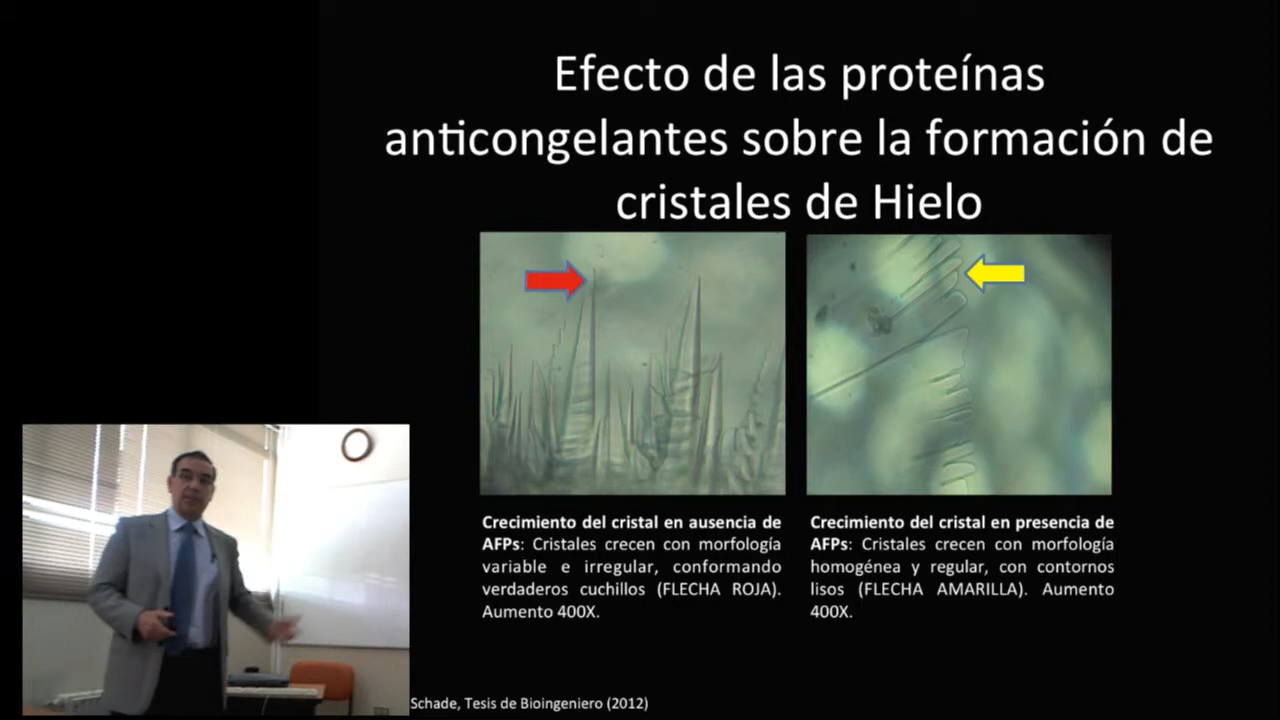 Efecto de las proteínas
anticongelantes sobre la formación de
cristales de Hielo
Crecimiento del cristal en ausencia de
AFPs: Cristales crecen con morfología
variable e irregular, conformando
verdaderos cuchillos (FLECHA ROJA).
Aumento 400X.
Crecimiento del cristal en presencia de
AFPs: Cristales crecen con morfología
homogénea y regular, con contornos
lisos (FLECHA AMARILLA). Aumento
400X.
Schade, Tesis de Bioingeniero (2012)